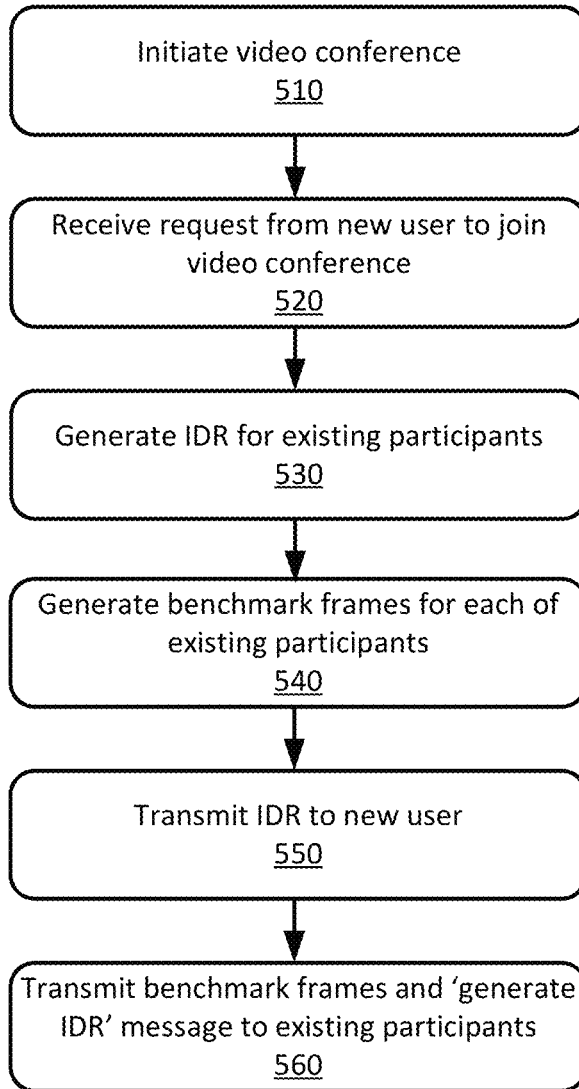 Initiate video conference
510
Receive request from new user to join
video conference
520
Generate IDR for existing participants
530
Generate benchmark frames for each of
existing participants
540
Transmit IDR to new user
550
Transmit benchmark frames and ‘generate
IDR’ message to existing participants
560